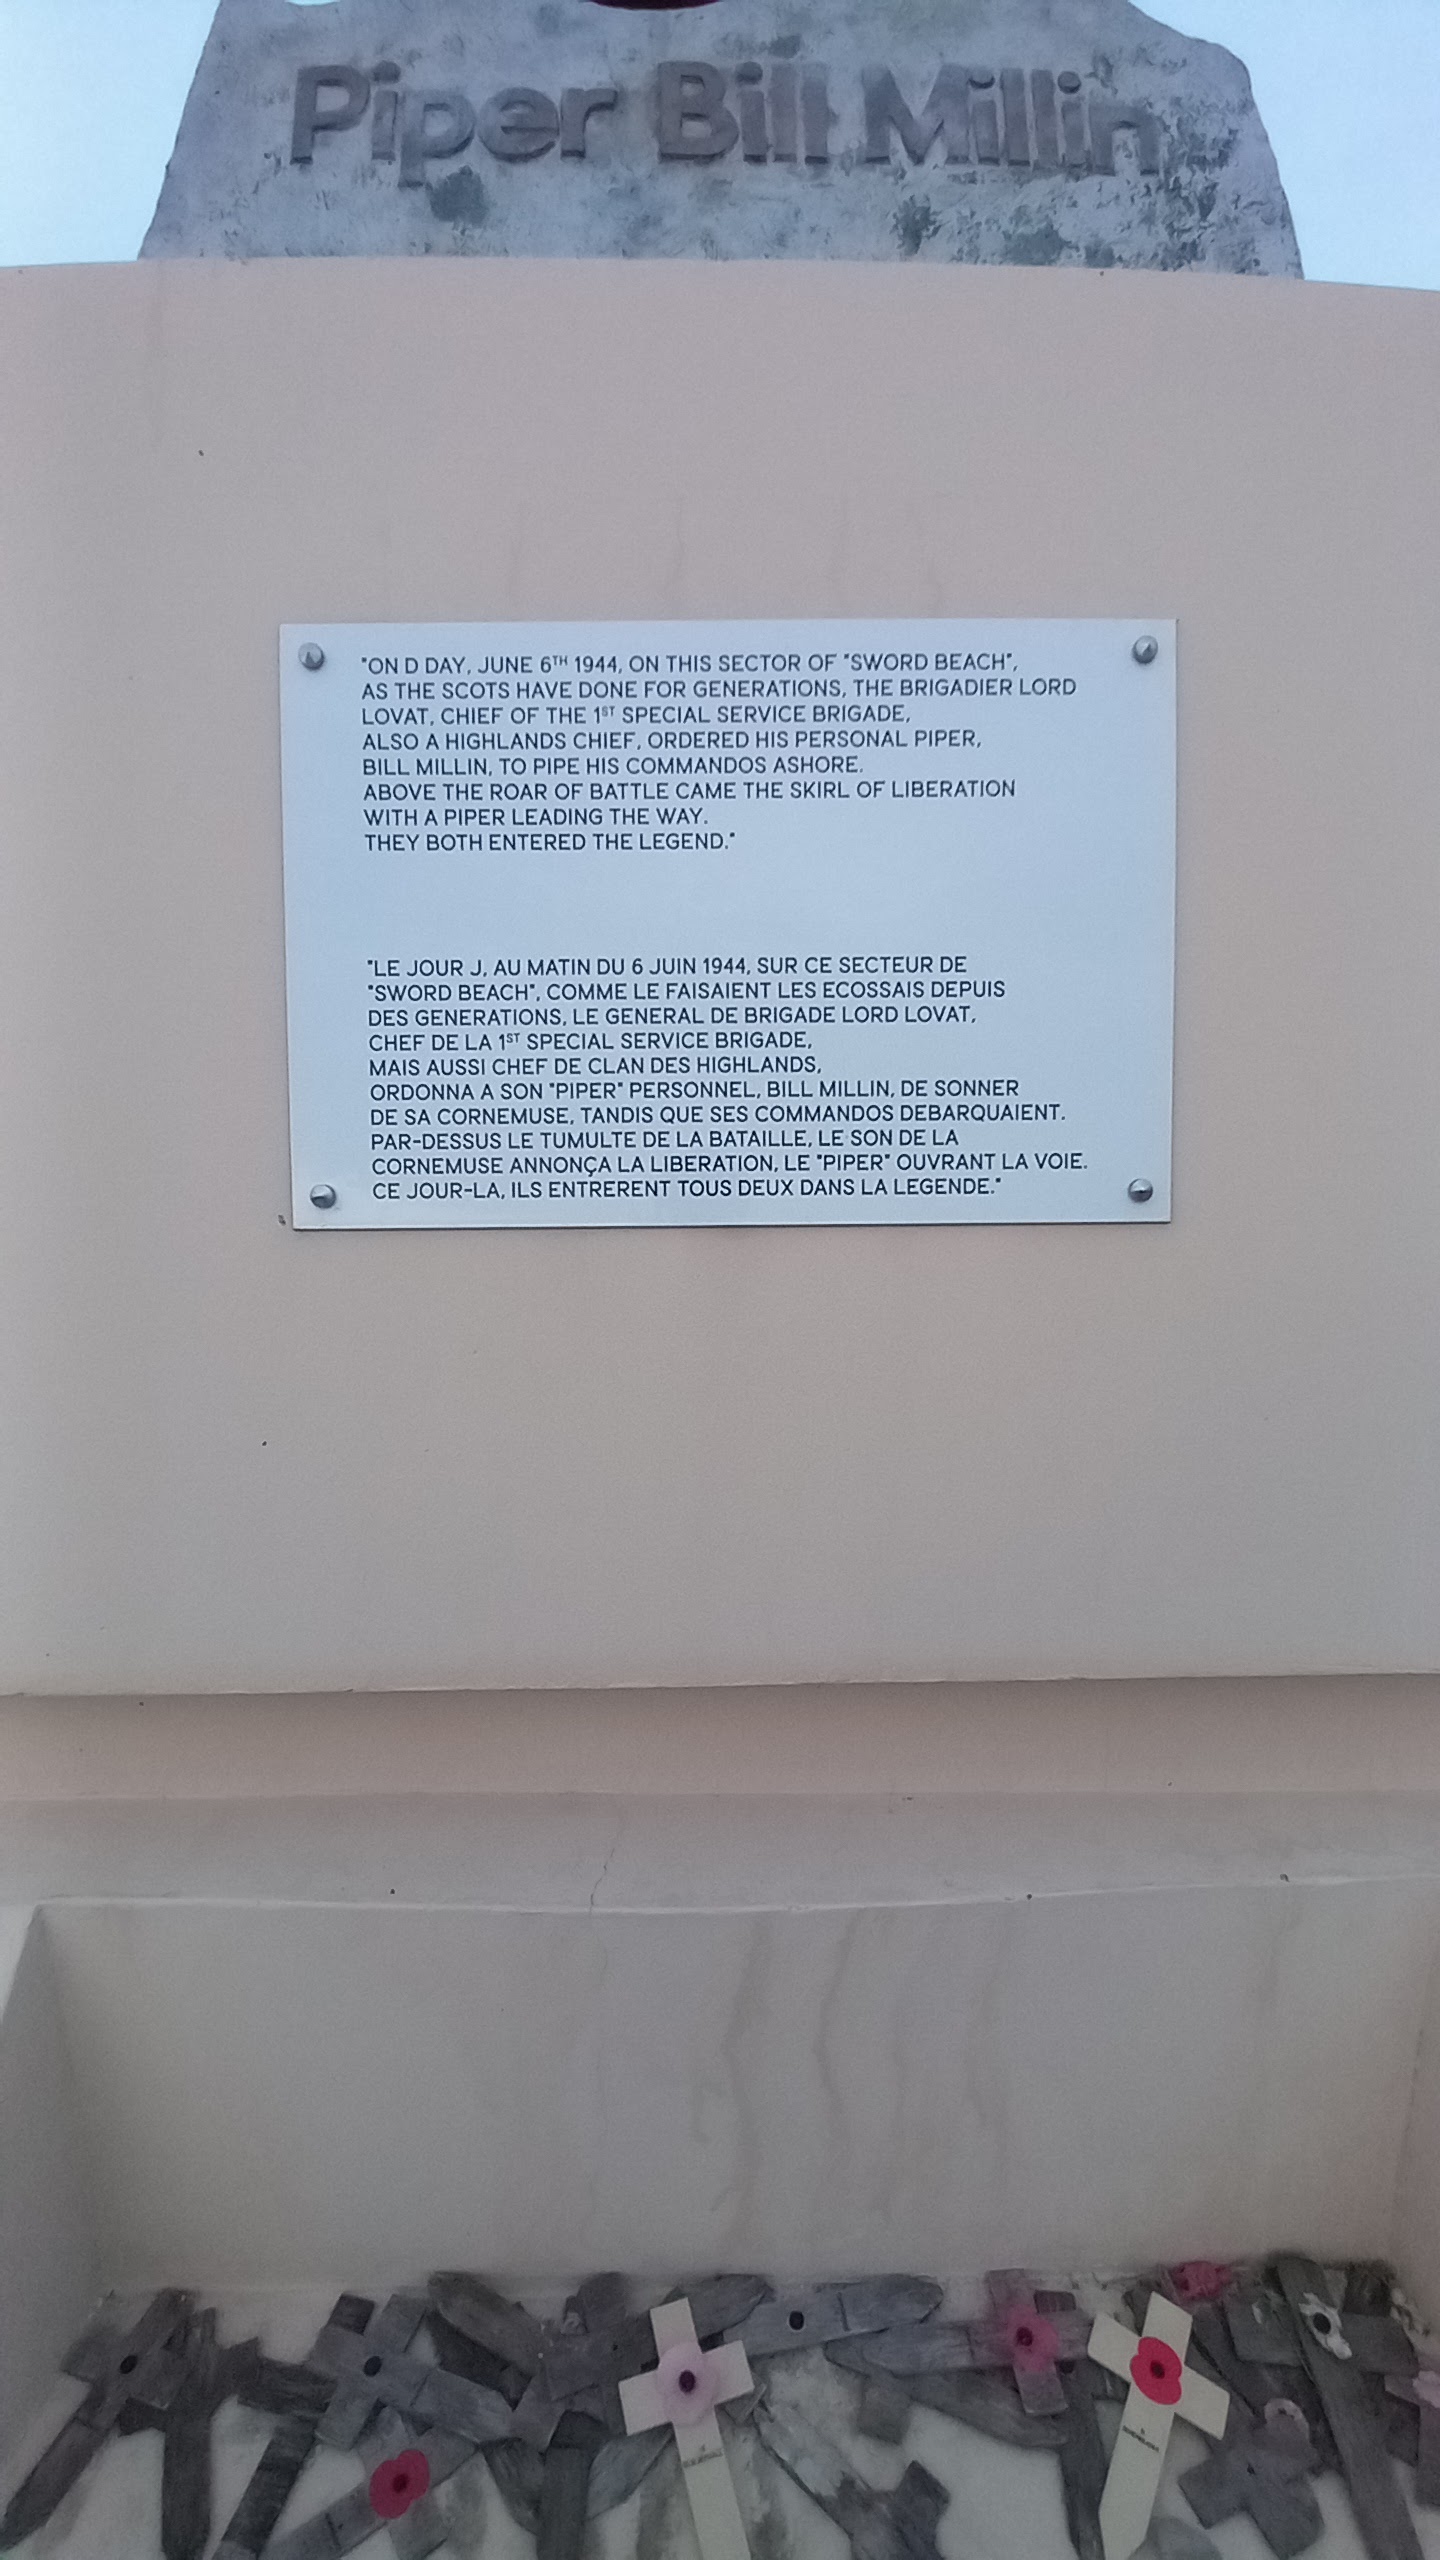 Piper Bill Millin
"ON D DAY, JUNE 6TH 1944, ON THIS SECTOR OF "SWORD BEACH",
AS THE SCOTS HAVE DONE FOR GENERATIONS, THE BRIGADIER LORD
LOVAT, CHIEF OF THE 1ST SPECIAL SERVICE BRIGADE,
ALSO A HIGHLANDS CHIEF, ORDERED HIS PERSONAL PIPER,
BILL MILLIN, TO PIPE HIS COMMANDOS ASHORE.
ABOVE THE ROAR OF BATTLE CAME THE SKIRL OF LIBERATION
WITH A PIPER LEADING THE WAY.
THEY BOTH ENTERED THE LEGEND."
"LE JOUR J, AU MATIN DU 6 JUIN 1944, SUR CE SECTEUR DE
"SWORD BEACH", COMME LE FAISAIENT LES ECOSSAIS DEPUIS
DES GENERATIONS, LE GENERAL DE BRIGADE LORD LOVAT,
CHEF DE LA 1ST SPECIAL SERVICE BRIGADE,
MAIS AUSSI CHEF DE CLAN DES HIGHLANDS,
ORDONNA A SON "PIPER" PERSONNEL, BILL MILLIN, DE SONNER
DE SA CORNEMUSE, TANDIS QUE SES COMMANDOS DEBARQUAIENT.
PAR-DESSUS LE TUMULTE DE LA BATAILLE, LE SON DE LA
CORNEMUSE ANNONÇA LA LIBERATION, LE "PIPER" OUVRANT LA VOIE.
CE JOUR-LA, ILS ENTRERENT TOUS DEUX DANS LA LEGENDE."